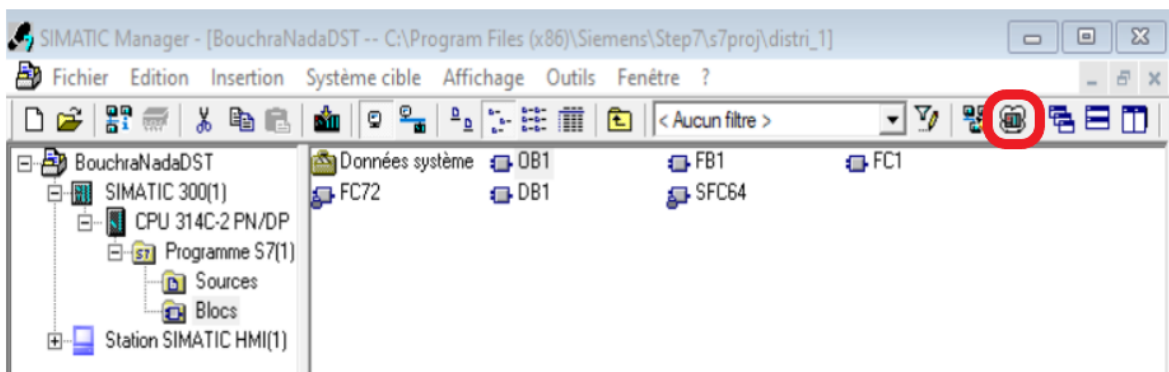 SIMATIC Manager - [BouchraNadaDST -- C:\Program Files (x86)\Siemens\Step7\s7proj\distri_1]
Fichier Edition Insertion Système cible Affichage Outils Fenêtre ?
< Aucun filtre >
BouchraNadaDST
SIMATIC 300(1)
CPU 314C-2 PN/DP
Programme S7(1)
Sources
Blocs
Station SIMATIC HMI(1)
Données système OB1 FB1 FC1
FC72 DB1 SFC64